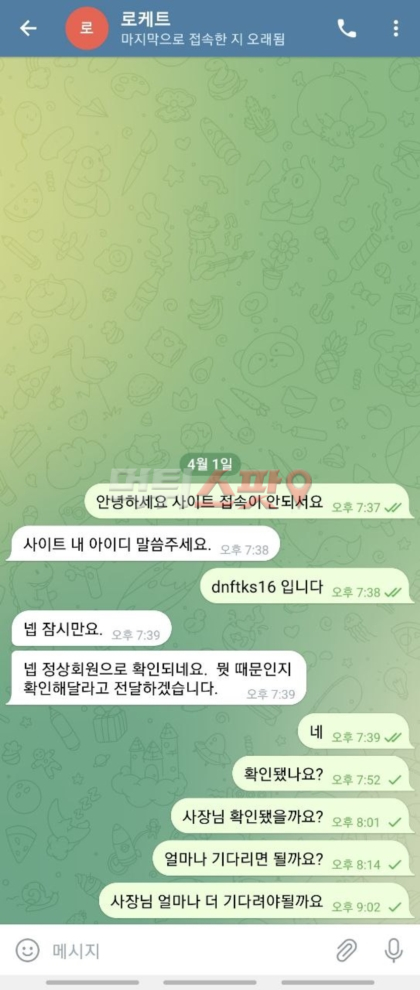 로
로케트
마지막으로 접속한 지 오래됨
4월 1일
먹튀스팟
안녕하세요 사이트 접속이 안되서요 오후 7:37
사이트 내 아이디 말씀주세요. 오후 7:38
dnftks16 입니다 오후 7:38
넵 잠시만요. 오후 7:39
넵 정상회원으로 확인되네요. 뭣 때문인지
확인해달라고 전달하겠습니다. 오후 7:39
네 오후 7:39
확인됐나요? 오후 7:52
사장님 확인됐을까요? 오후 8:01
얼마나 기다리면 될까요? 오후 8:14
사장님 얼마나 더 기다려야될까요 오후 9:02
메시지